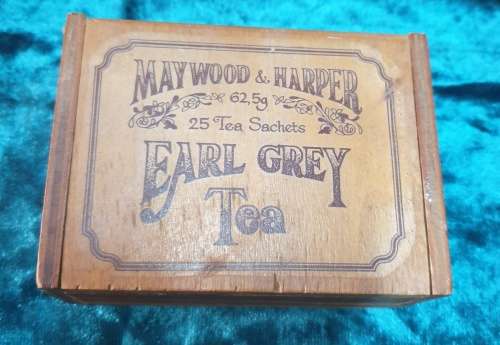 MAYWOOD & HARPER
62,5g
25 Tea Sachets
EARL GREY
Tea